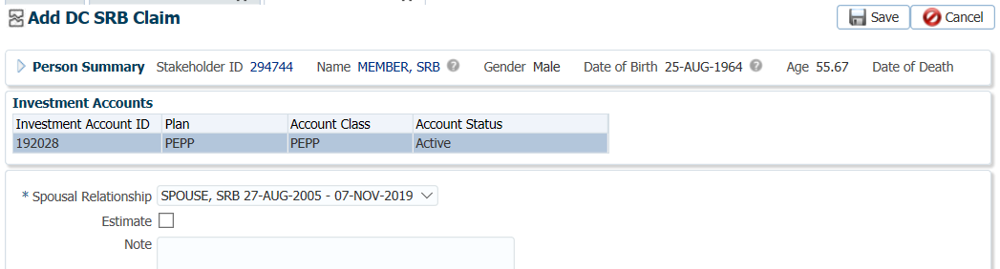 Add DC SRB Claim Save Cancel
Person Summary Stakeholder ID 294744 Name MEMBER, SRB Gender Male Date of Birth 25-AUG-1964 Age 55.67 Date of Death
Investment Accounts
Investment Account ID Plan Account Class Account Status
192028 PEPP PEPP Active
* Spousal Relationship SPOUSE, SRB 27-AUG-2005 - 07-NOV-2019
Estimate
Note